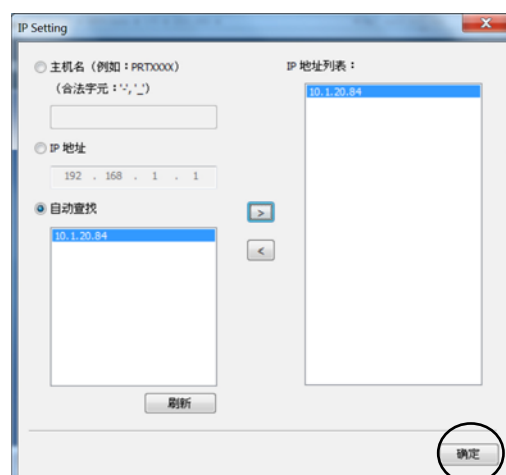 IP Setting
主机名（例如：PRTXXXX）
（合法字元：'-', '_'）
IP 地址
192 . 168 . 1 . 1
自动查找
10.1.20.84
刷新
>
<
IP 地址列表：
10.1.20.84
确定